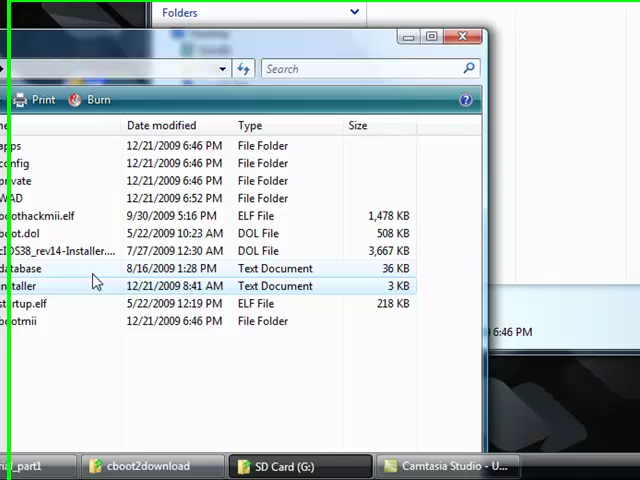 Folders
Search
Print Burn
Date modified Type Size
apps 12/21/2009 6:46 PM File Folder
config 12/21/2009 6:46 PM File Folder
private 12/21/2009 6:46 PM File Folder
WAD 12/21/2009 6:52 PM File Folder
boothackmii.elf 9/30/2009 5:16 PM ELF File 1,478 KB
boot.dol 5/22/2009 10:23 AM DOL File 508 KB
cIOS38_rev14-Installer.... 7/27/2009 12:30 AM DOL File 3,667 KB
database 8/16/2009 1:28 PM Text Document 36 KB
installer 12/21/2009 8:41 AM Text Document 3 KB
startup.elf 5/22/2009 12:19 PM ELF File 218 KB
bootmii 12/21/2009 6:46 PM File Folder
6:46 PM
ial_part1 cboot2download SD Card (G:) Camtasia Studio - U...